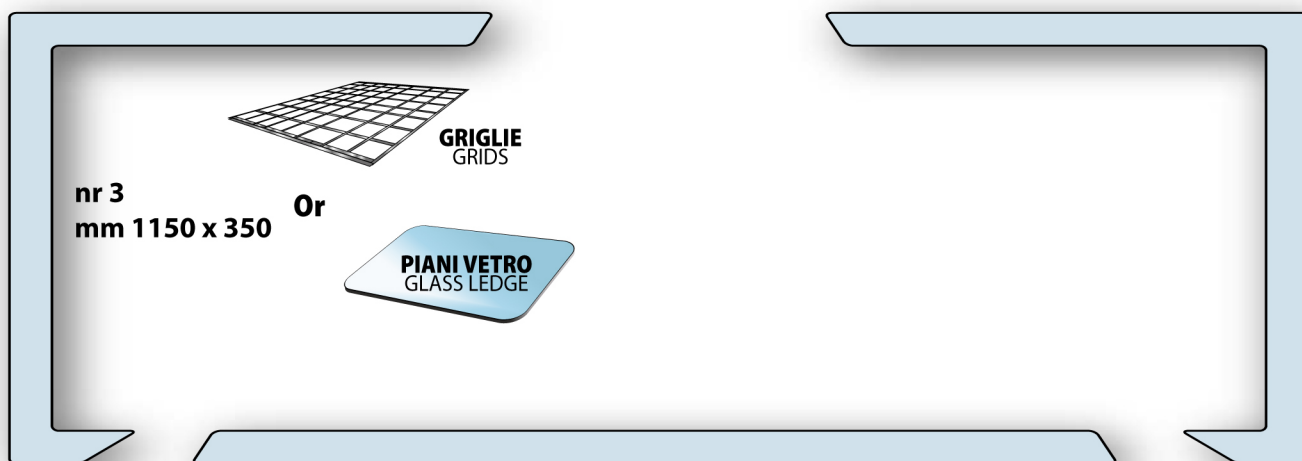 GRIGLIE
GRIDS
nr 3
mm 1150 x 350
Or
PIANI VETRO
GLASS LEDGE